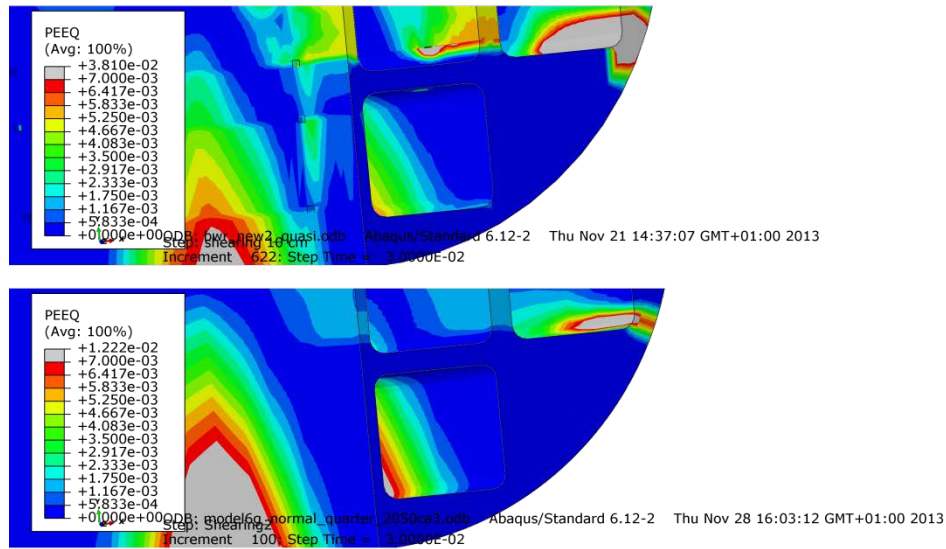 PEEQ
(Avg: 100%)
+3.810e-02
+7.000e-03
+6.417e-03
+5.833e-03
+5.250e-03
+4.667e-03
+4.083e-03
+3.500e-03
+2.917e-03
+2.333e-03
+1.750e-03
+1.167e-03
+5.833e-04
+0.000e+00
ODB: bwr_new2_quasi.odb Abaqus/Standard 6.12-2 Thu Nov 21 14:37:07 GMT+01:00 2013
Step: shearing 16 cm
Increment 622: Step Time = 3.0000E-02
PEEQ
(Avg: 100%)
+1.222e-02
+7.000e-03
+6.417e-03
+5.833e-03
+5.250e-03
+4.667e-03
+4.083e-03
+3.500e-03
+2.917e-03
+2.333e-03
+1.750e-03
+1.167e-03
+5.833e-04
+0.000e+00
ODB: model6g_normal_quarter_2050ca3.odb Abaqus/Standard 6.12-2 Thu Nov 28 16:03:12 GMT+01:00 2013
Step: Shearing2
Increment 100: Step Time = 3.0000E-02